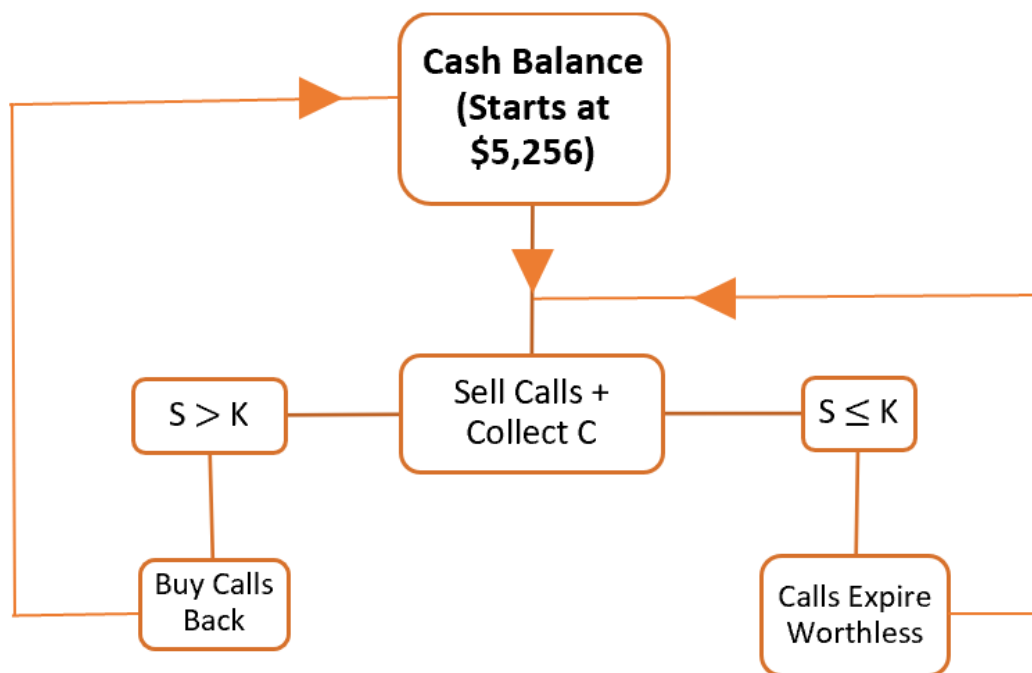 Cash Balance
(Starts at
$5,256)
Sell Calls +
Collect C
S > K
S ≤ K
Buy Calls
Back
Calls Expire
Worthless